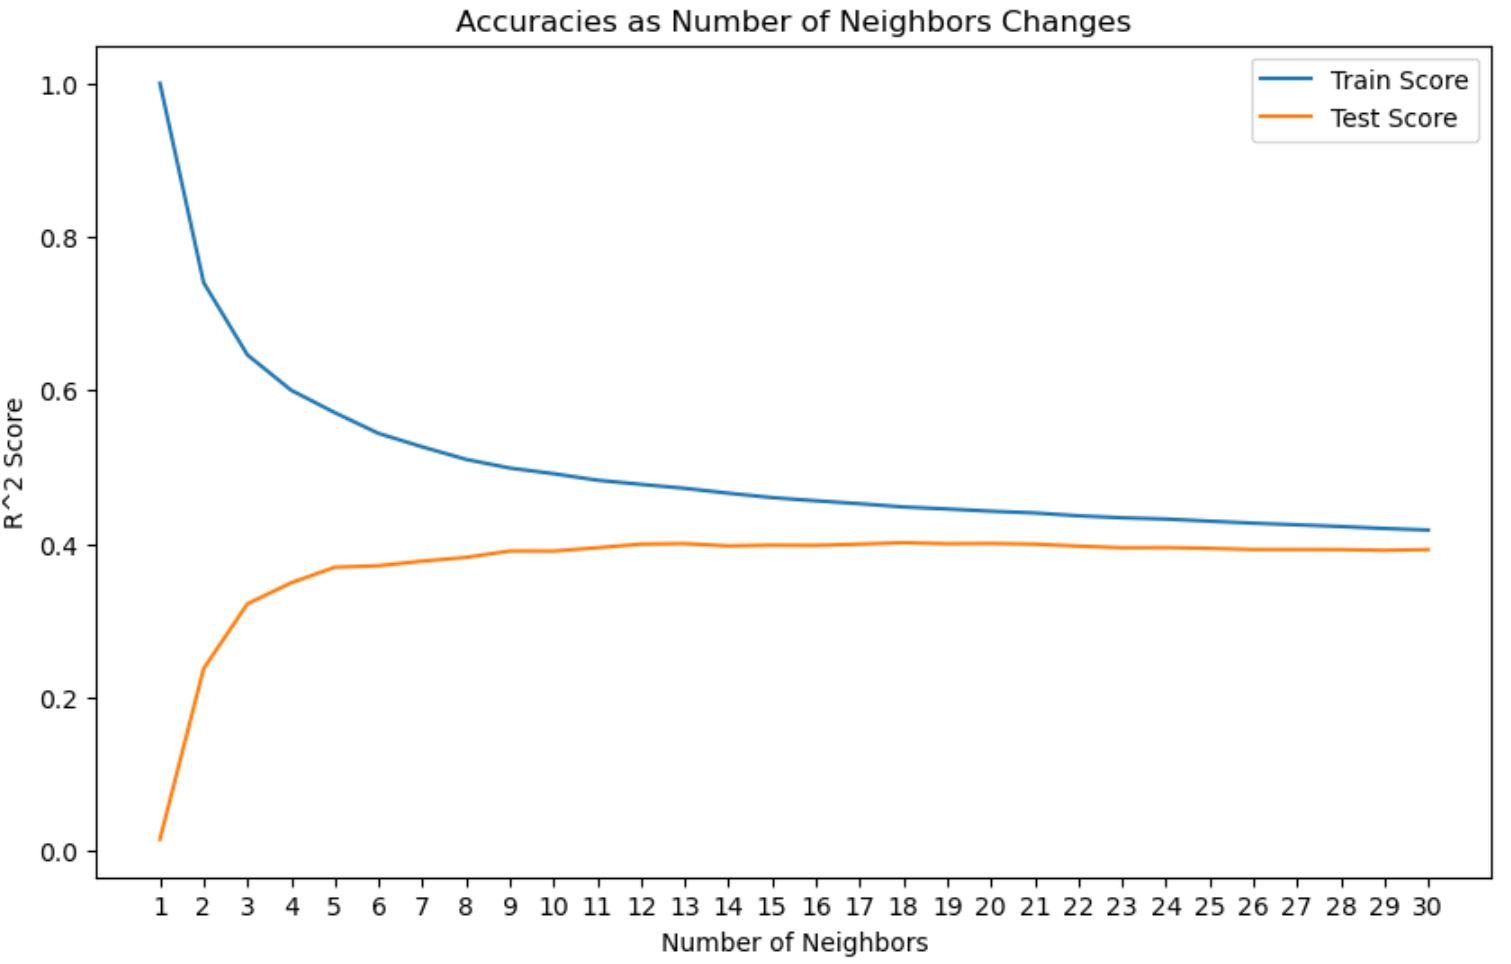 Accuracies as Number of Neighbors Changes
Train Score
Test Score
R^2 Score
1.0
0.8
0.6
0.4
0.2
0.0
1 2 3 4 5 6 7 8 9 10 11 12 13 14 15 16 17 18 19 20 21 22 23 24 25 26 27 28 29 30
Number of Neighbors